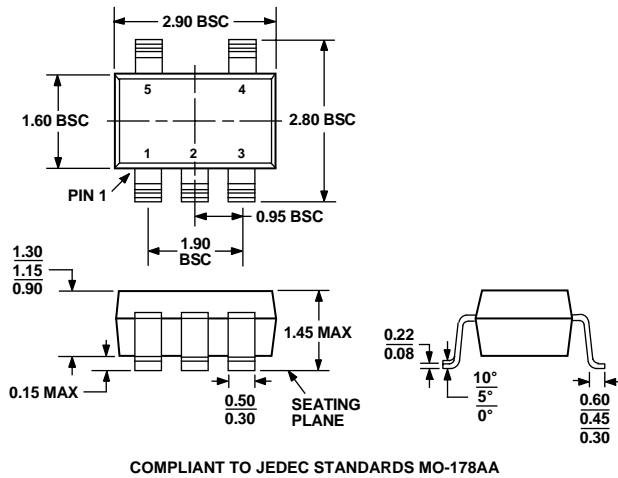 2.90 BSC
5 4
1.60 BSC
2.80 BSC
1 2 3
PIN 1
0.95 BSC
1.90
BSC
1.30
1.15
0.90
1.45 MAX
0.15 MAX
0.50
0.30
SEATING
PLANE
0.22
0.08
10°
5°
0°
0.60
0.45
0.30
COMPLIANT TO JEDEC STANDARDS MO-178AA